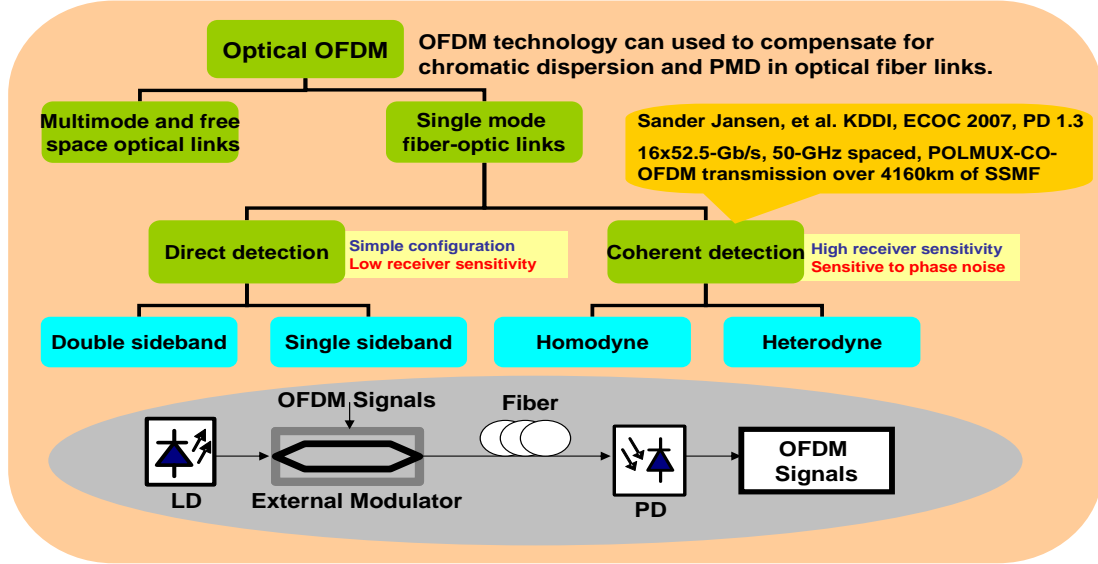 Optical OFDM
OFDM technology can used to compensate for
chromatic dispersion and PMD in optical fiber links.
Multimode and free
space optical links
Single mode
fiber-optic links
Sander Jansen, et al. KDDI, ECOC 2007, PD 1.3
16x52.5-Gb/s, 50-GHz spaced, POLMUX-CO-
OFDM transmission over 4160km of SSMF
Direct detection
Simple configuration
Low receiver sensitivity
Coherent detection
High receiver sensitivity
Sensitive to phase noise
Double sideband
Single sideband
Homodyne
Heterodyne
OFDM Signals
Fiber
LD
External Modulator
PD
OFDM
Signals